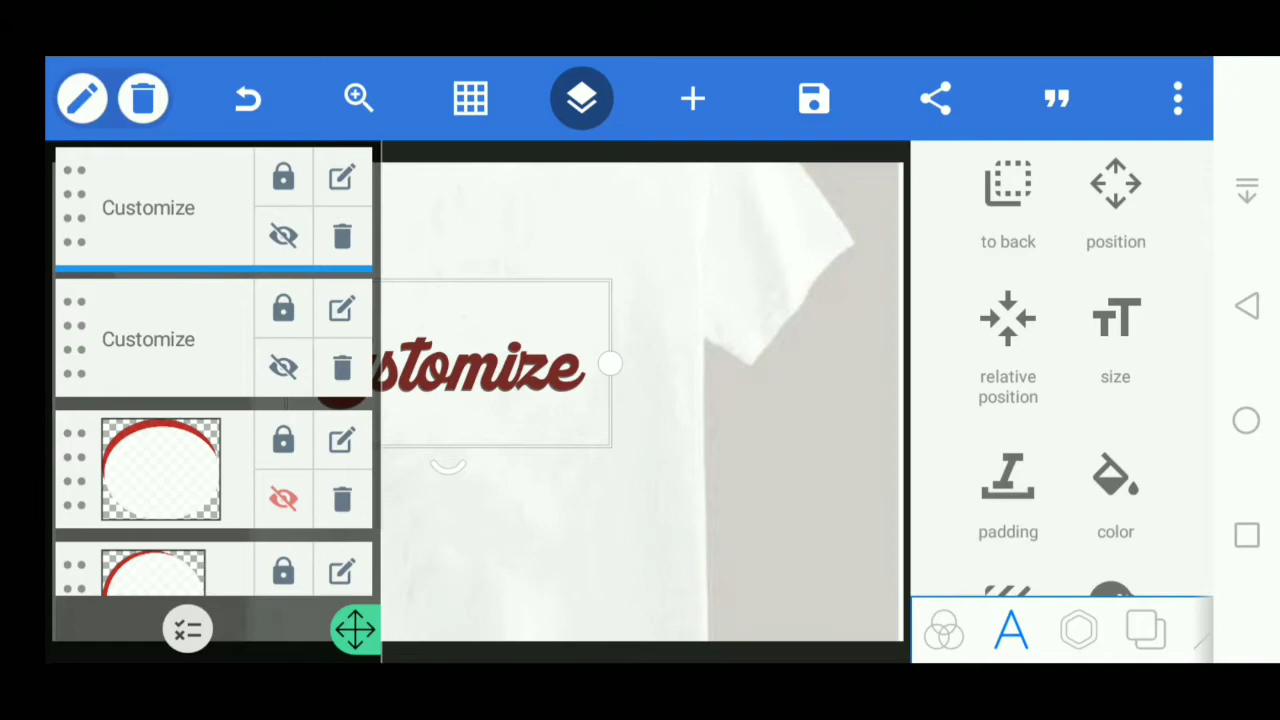 Customize
Customize
stomize
to back
position
relative
position
size
padding
color